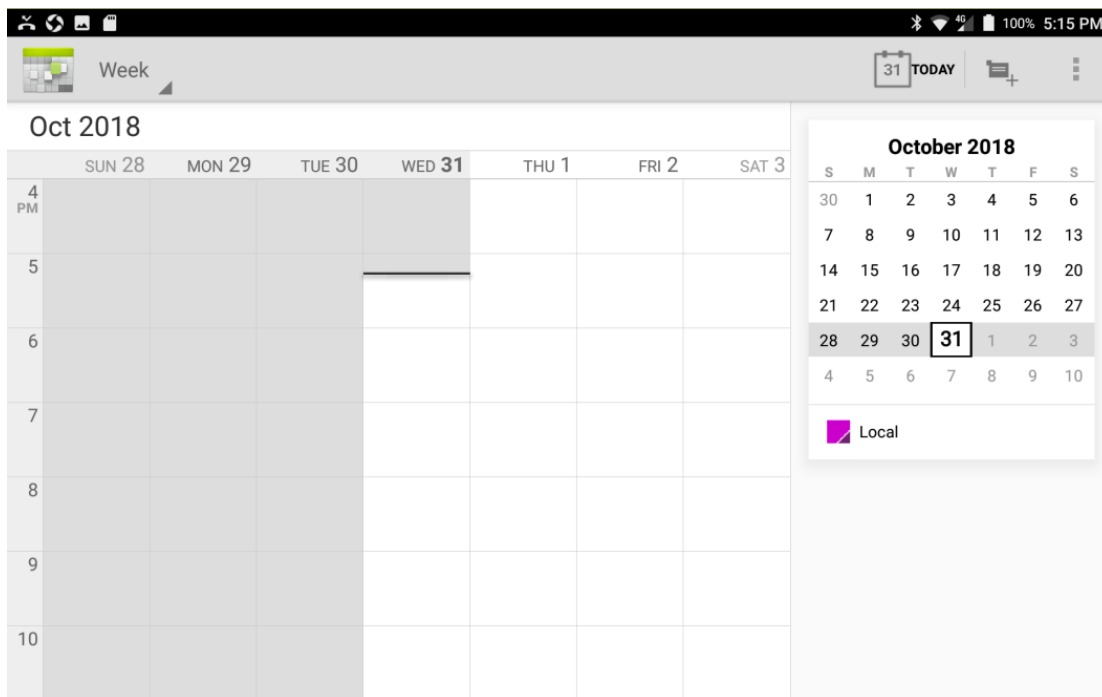 4G 100% 5:15 PM
Week
31 TODAY
Oct 2018
SUN 28 MON 29 TUE 30 WED 31 THU 1 FRI 2 SAT 3
4
PM
5
6
7
8
9
10
October 2018
S M T W T F S
30 1 2 3 4 5 6
7 8 9 10 11 12 13
14 15 16 17 18 19 20
21 22 23 24 25 26 27
28 29 30 31 1 2 3
4 5 6 7 8 9 10
Local